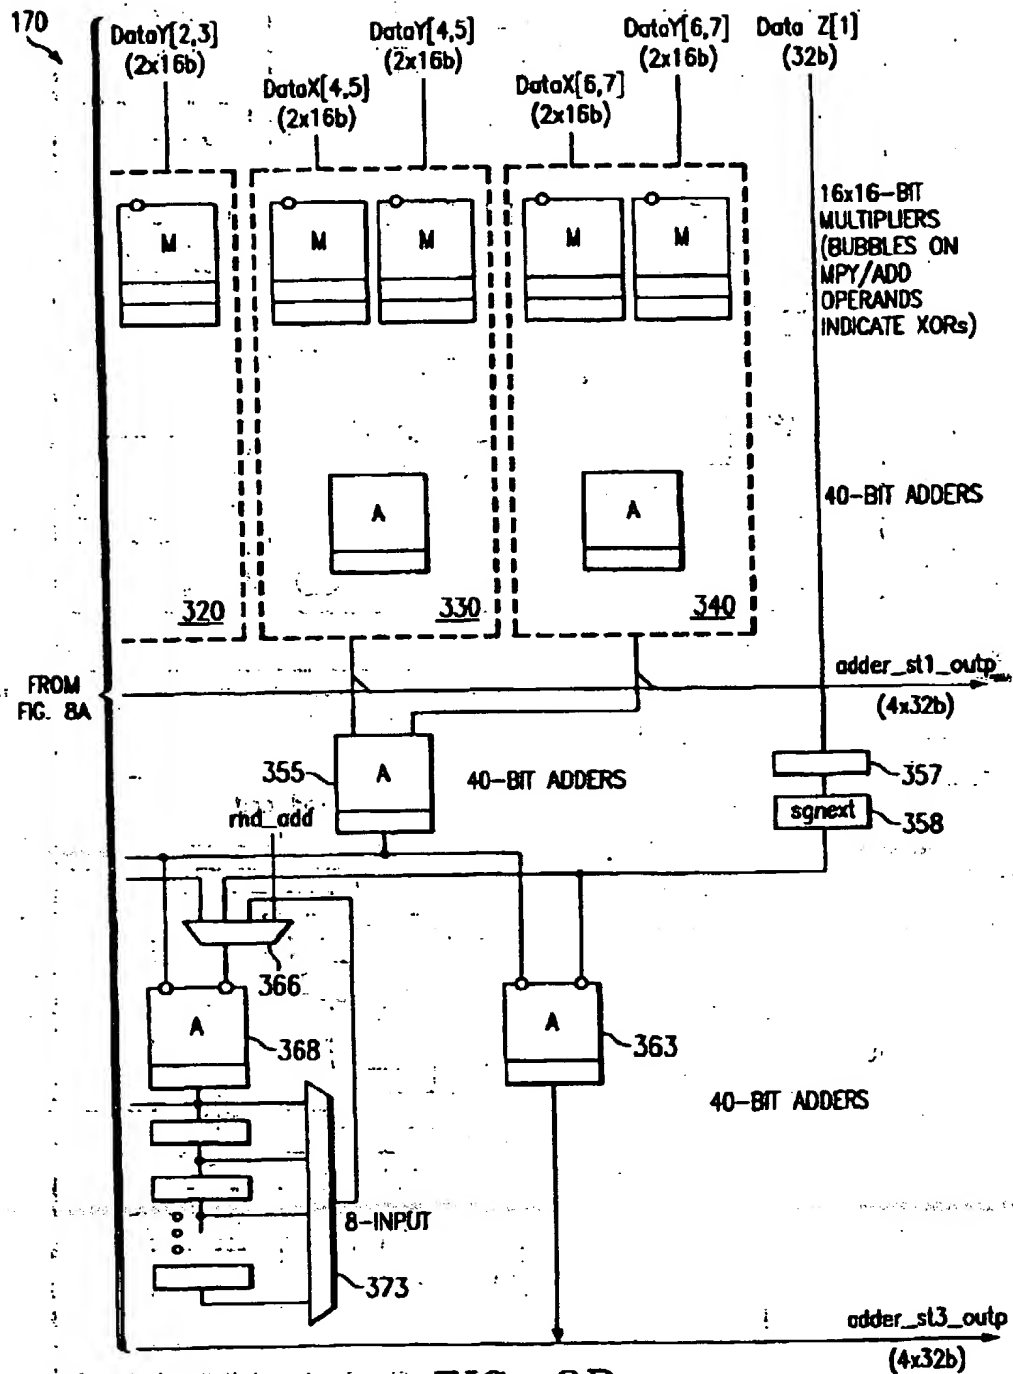 170
DataY[2,3]
(2x16b)
DataY[4,5]
(2x16b)
DataY[6,7]
(2x16b)
Data Z[1]
(32b)
DataX[4,5]
(2x16b)
DataX[6,7]
(2x16b)
16x16-BIT
MULTIPLIERS
(BUBBLES ON
MPY/ADD
OPERANDS
INDICATE XORs)
M
M
M
M
M
A
A
40-BIT ADDERS
320
330
340
FROM
FIG. 8A
adder_st1_outp
(4x32b)
355
A
40-BIT ADDERS
357
sgnext
358
rnd_add
366
A
368
A
363
40-BIT ADDERS
8-INPUT
373
adder_st3_outp
(4x32b)